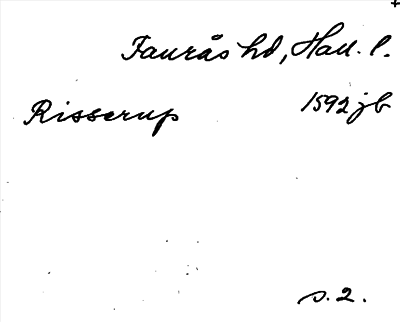 Faurås hd, Hall. l.
Risserup 1592 jb
s. 2.